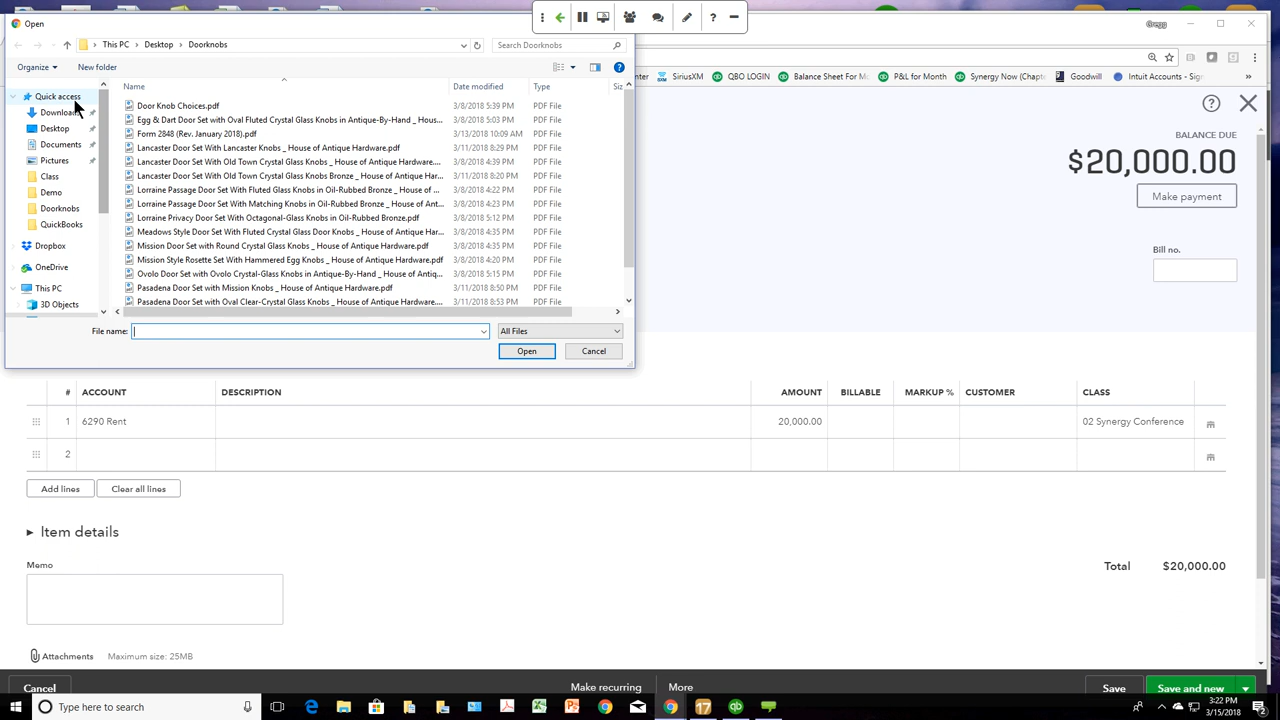 Open
Gregg
This PC > Desktop > Doorknobs
Search Doorknobs
Organize
New folder
Name
Date modified
Type
Siz
Quick access
Downloads
Desktop
Documents
Pictures
Class
Demo
Doorknobs
QuickBooks
Dropbox
OneDrive
This PC
3D Objects
Door Knob Choices.pdf 3/8/2018 5:39 PM PDF File
Egg & Dart Door Set with Oval Fluted Crystal Glass Knobs in Antique-By-Hand _ Hous... 3/8/2018 5:03 PM PDF File
Form 2848 (Rev. January 2018).pdf 3/13/2018 10:09 AM PDF File
Lancaster Door Set With Lancaster Knobs _ House of Antique Hardware.pdf 3/11/2018 8:29 PM PDF File
Lancaster Door Set With Old Town Crystal Glass Knobs _ House of Antique Hardware.... 3/8/2018 4:39 PM PDF File
Lancaster Door Set With Old Town Crystal Glass Knobs Bronze _ House of Antique Har... 3/11/2018 8:20 PM PDF File
Lorraine Passage Door Set With Fluted Crystal Glass Knobs in Oil-Rubbed Bronze _ House of ... 3/8/2018 4:22 PM PDF File
Lorraine Passage Door Set With Matching Knobs in Oil-Rubbed Bronze _ House of Ant... 3/8/2018 4:23 PM PDF File
Lorraine Privacy Door Set With Octagonal-Glass Knobs in Oil-Rubbed Bronze.pdf 3/8/2018 5:12 PM PDF File
Meadows Style Rosette Set With Fluted Crystal Glass Door Knobs _ House of Antique ... 3/8/2018 4:35 PM PDF File
Mission Door Set with Round Crystal Glass Knobs _ House of Antique Hardware.pdf 3/8/2018 4:35 PM PDF File
Mission Style Rosette Set With Hammered Egg Knobs _ House of Antique Hardware.pdf 3/8/2018 4:20 PM PDF File
Ovolo Door Set with Ovolo Crystal-Glass Knobs in Antique-By-Hand _ House of Antiq... 3/8/2018 5:15 PM PDF File
Pasadena Door Set with Mission Knobs _ House of Antique Hardware.pdf 3/11/2018 8:50 PM PDF File
Pasadena Door Set with Oval Clear-Crystal Glass Knobs _ House of Antique Hardware.... 3/11/2018 8:53 PM PDF File
File name:
All Files
Open
Cancel
nter SiriusXM QBO LOGIN Balance Sheet For M P&L for Month Synergy Now (Chapt Goodwill Intuit Accounts - Sig »
BALANCE DUE
$20,000.00
Make payment
Bill no.
# ACCOUNT DESCRIPTION AMOUNT BILLABLE MARKUP % CUSTOMER CLASS
1 6290 Rent 20,000.00 02 Synergy Conference
2
Add lines
Clear all lines
Item details
Memo
Total $20,000.00
Attachments Maximum size: 25MB
Cancel
Make recurring
More
Save
Save and new
Type here to search
17
3:22 PM
3/15/2018